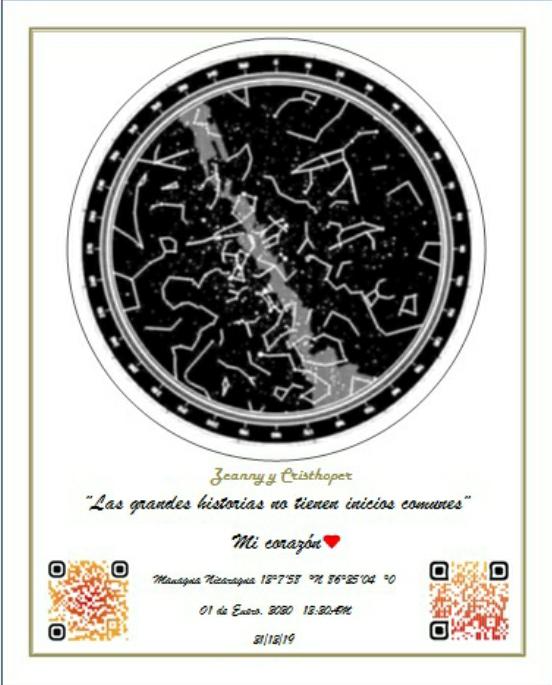 Zeanny y Cristhoper
"Las grandes historias no tienen inicios comunes"
Mi corazón
Managua Nicaragua 12°7'58 °N 86°25'04 °O
01 de Enero, 2020 12:20AM
31/12/19